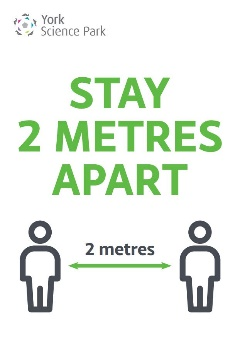 York
Science Park
STAY
2 METRES
APART
2 metres